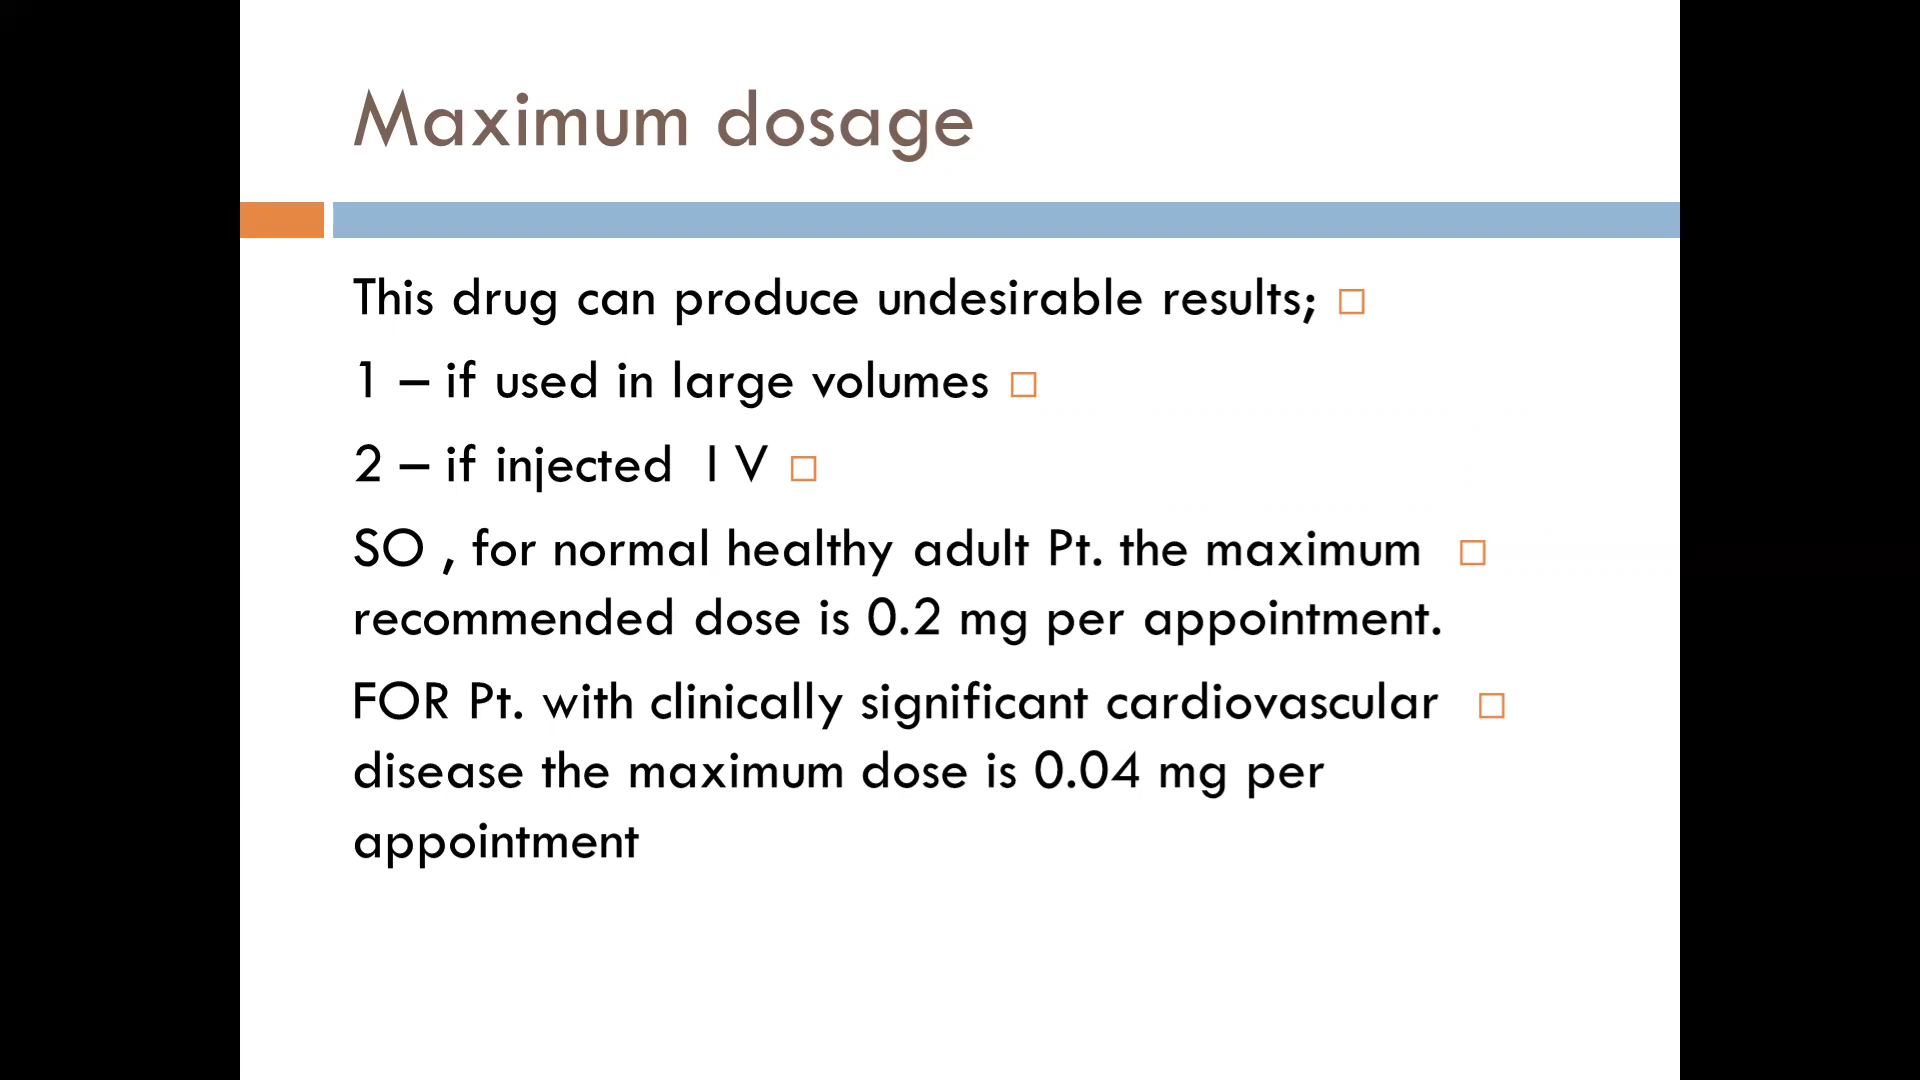 Maximum dosage
This drug can produce undesirable results;
1 – if used in large volumes
2 – if injected  I V
SO , for normal healthy adult Pt. the maximum
recommended dose is 0.2 mg per appointment.
FOR Pt. with clinically significant cardiovascular
disease the maximum dose is 0.04 mg per
appointment